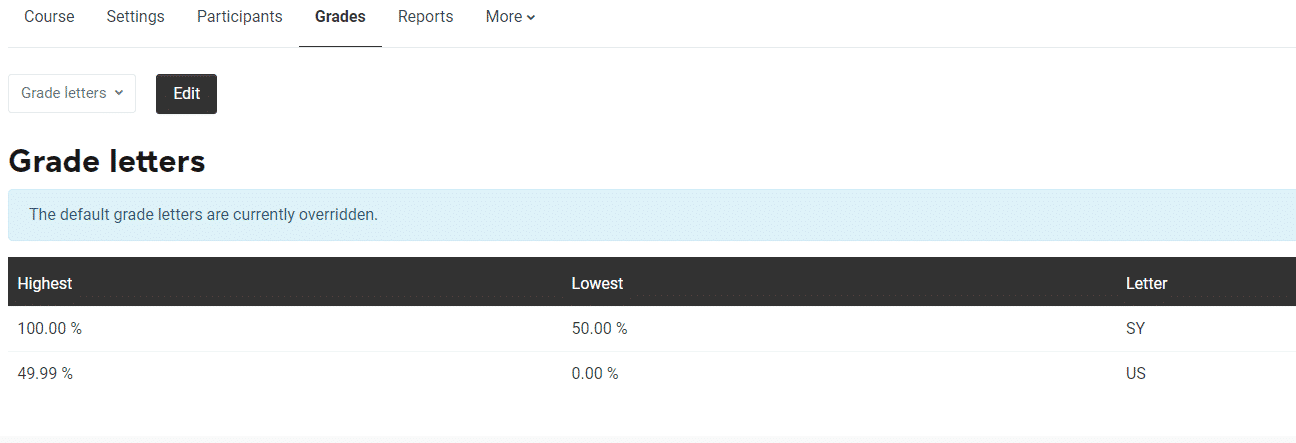 Course Settings Participants Grades Reports More
Grade letters Edit
Grade letters
The default grade letters are currently overridden.
Highest Lowest Letter
100.00 % 50.00 % SY
49.99 % 0.00 % US